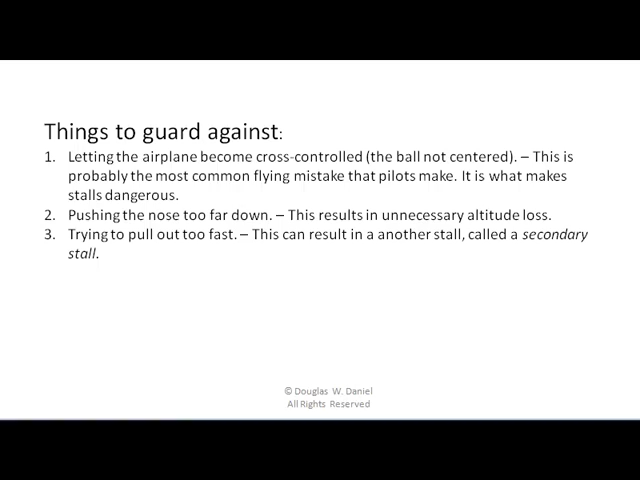 Things to guard against:
1. Letting the airplane become cross-controlled (the ball not centered). – This is
probably the most common flying mistake that pilots make. It is what makes
stalls dangerous.
2. Pushing the nose too far down. – This results in unnecessary altitude loss.
3. Trying to pull out too fast. – This can result in a another stall, called a secondary
stall.
© Douglas W. Daniel
All Rights Reserved